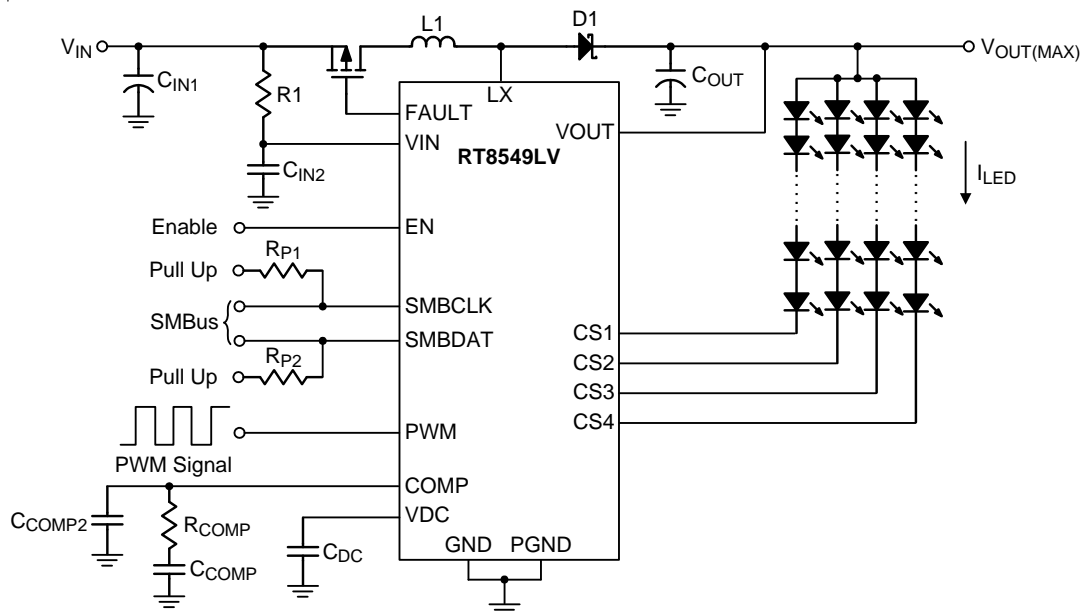 L1
D1
VIN
VOUT(MAX)
CIN1
R1
COUT
LX
FAULT
VOUT
VIN
RT8549LV
CIN2
ILED
Enable
EN
RP1
Pull Up
SMBCLK
SMBus
SMBDAT
CS1
RP2
CS2
Pull Up
CS3
CS4
PWM
PWM Signal
COMP
VDC
CCOMP2
RCOMP
GND
PGND
CDC
CCOMP